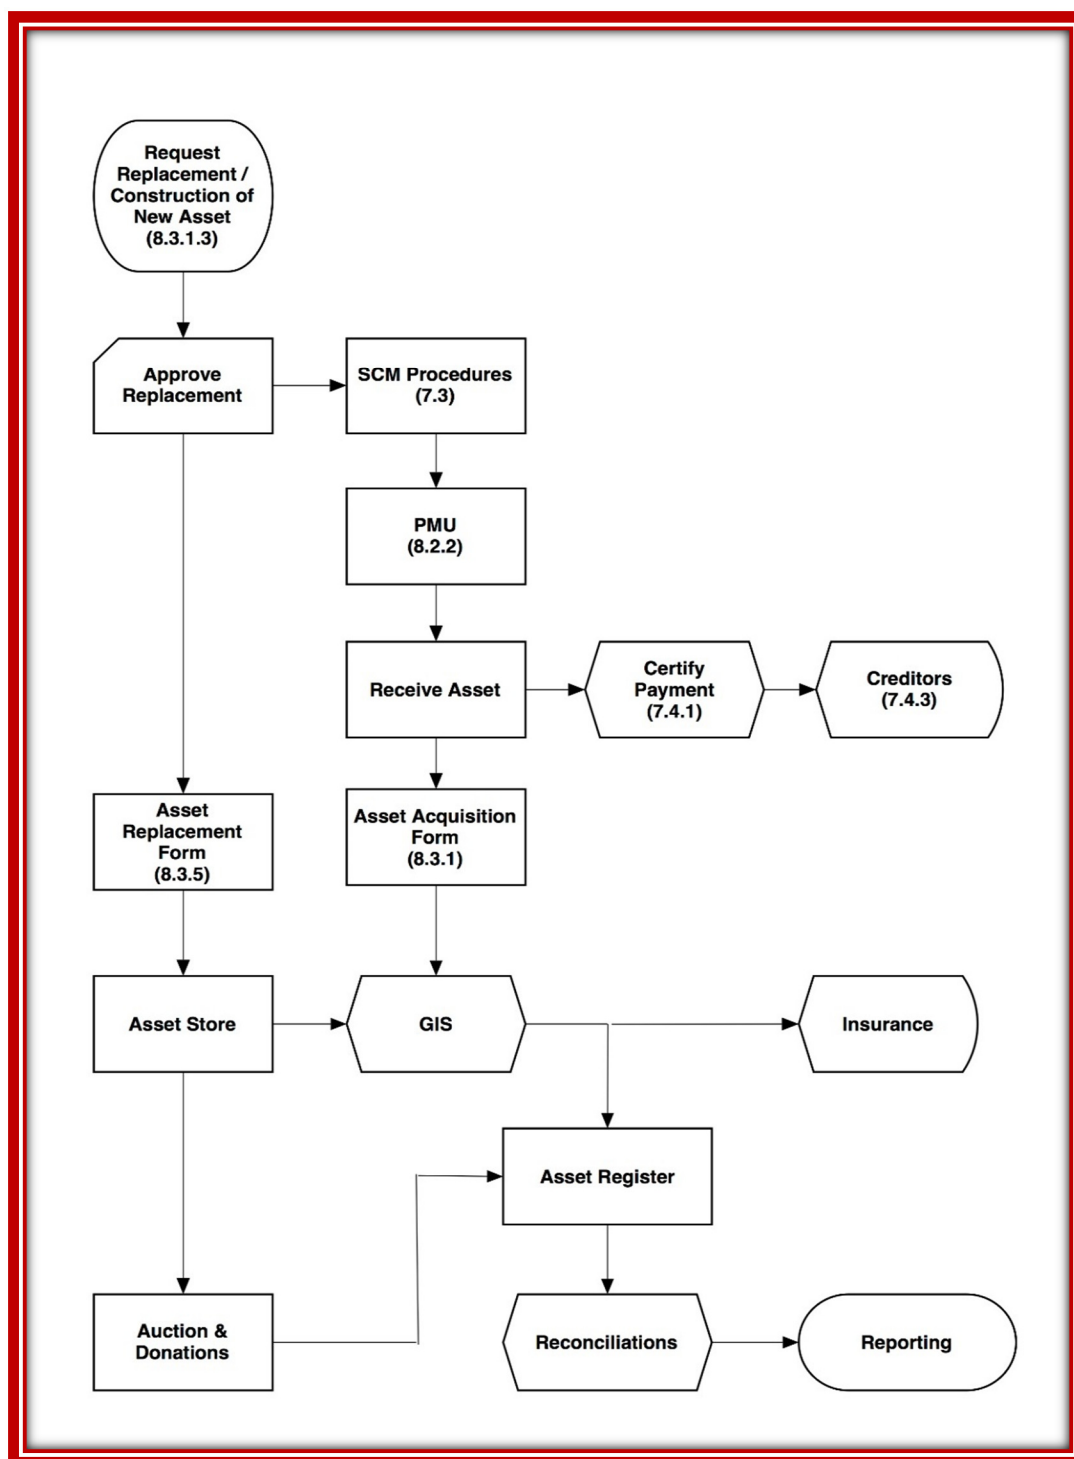 Request
Replacement /
Construction of
New Asset
(8.3.1.3)
Approve
Replacement
SCM Procedures
(7.3)
PMU
(8.2.2)
Receive Asset
Certify
Payment
(7.4.1)
Creditors
(7.4.3)
Asset
Replacement
Form
(8.3.5)
Asset Acquisition
Form
(8.3.1)
Asset Store
GIS
Insurance
Asset Register
Auction &
Donations
Reconciliations
Reporting